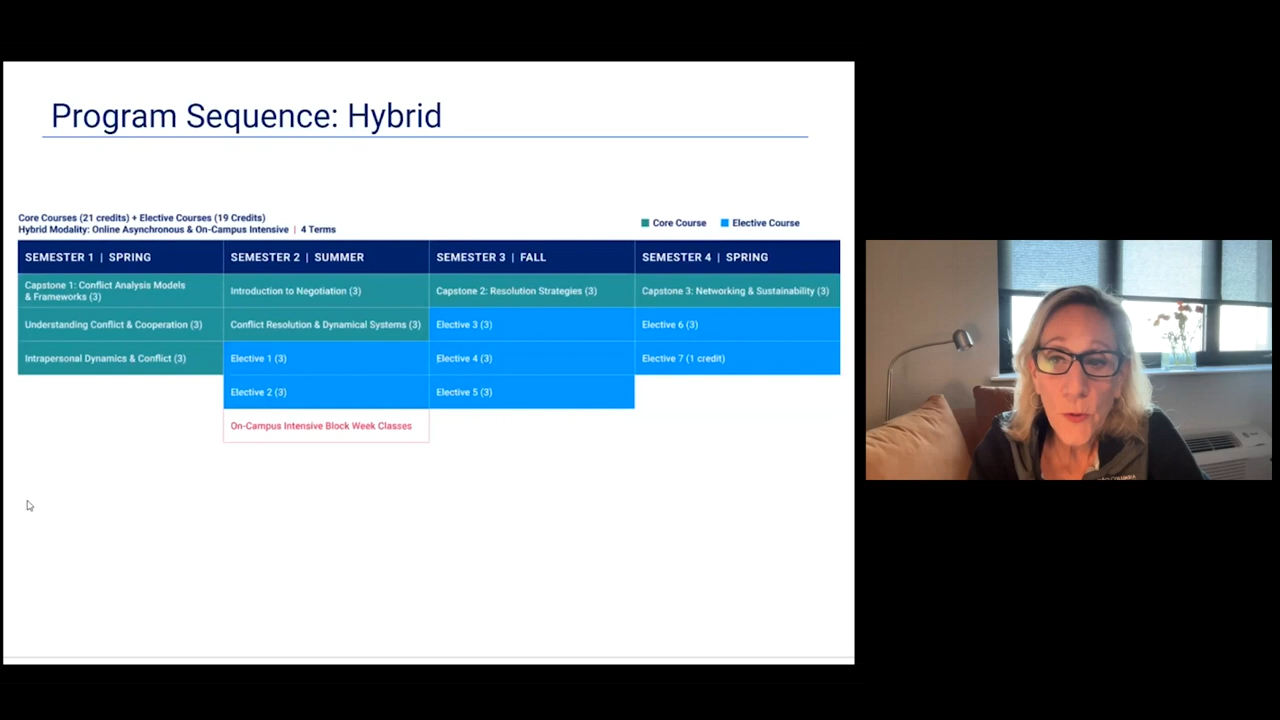 Program Sequence: Hybrid
Core Courses (21 credits) + Elective Courses (19 Credits)
Hybrid Modality: Online Asynchronous & On-Campus Intensive | 4 Terms
Core Course
Elective Course
SEMESTER 1 | SPRING
SEMESTER 2 | SUMMER
SEMESTER 3 | FALL
SEMESTER 4 | SPRING
Capstone 1: Conflict Analysis Models
& Frameworks (3)
Introduction to Negotiation (3)
Capstone 2: Resolution Strategies (3)
Capstone 3: Networking & Sustainability (3)
Understanding Conflict & Cooperation (3)
Conflict Resolution & Dynamical Systems (3)
Elective 3 (3)
Elective 6 (3)
Intrapersonal Dynamics & Conflict (3)
Elective 1 (3)
Elective 4 (3)
Elective 7 (1 credit)
Elective 2 (3)
Elective 5 (3)
On-Campus Intensive Block Week Classes